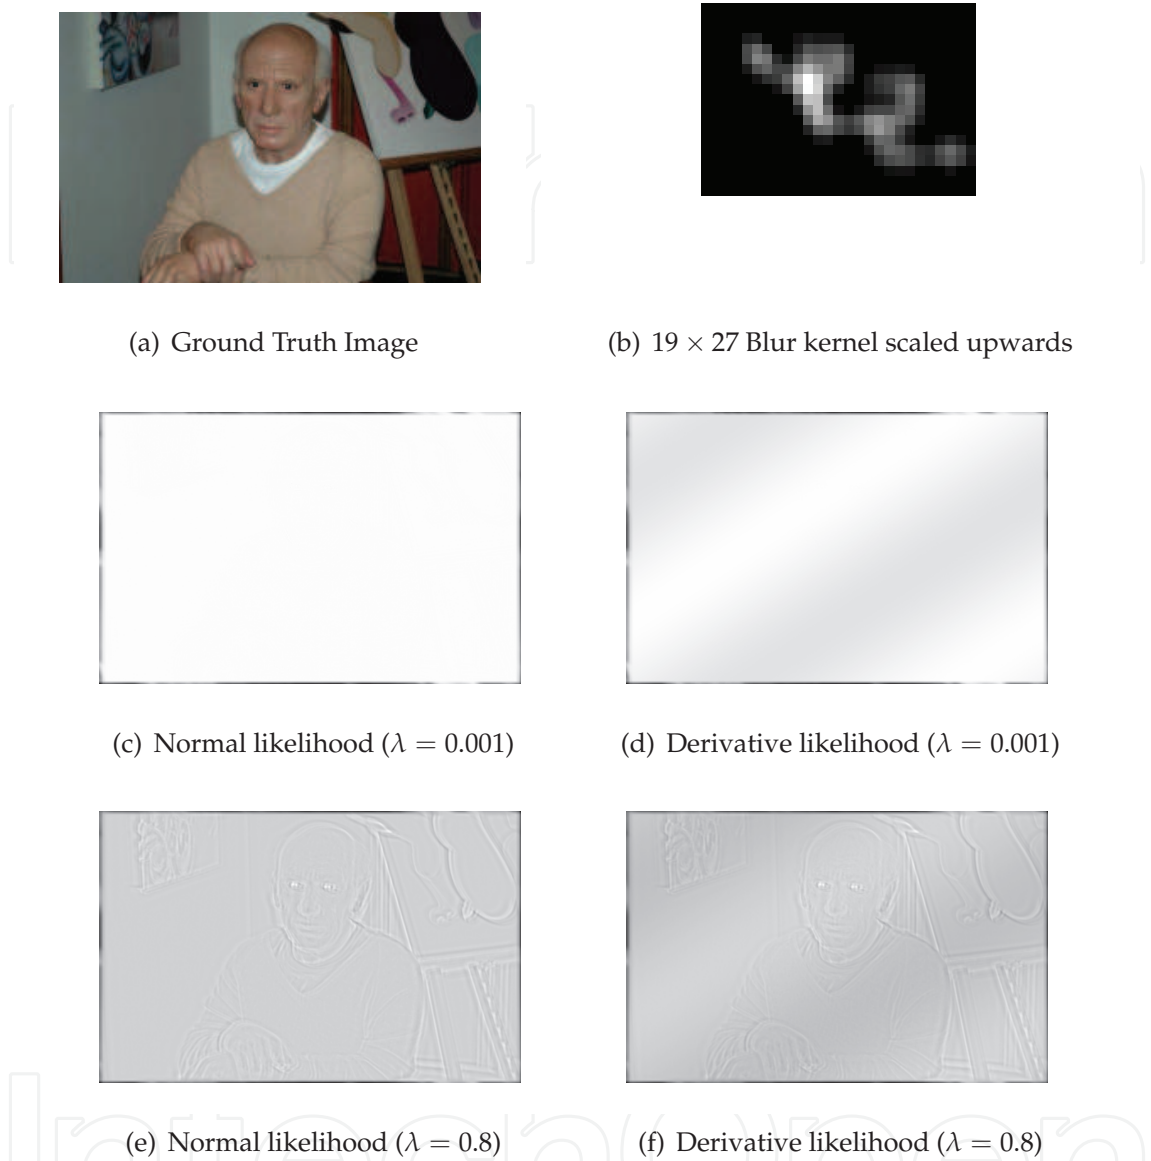 (a) Ground Truth Image
(b) 19 × 27 Blur kernel scaled upwards
(c) Normal likelihood (λ = 0.001)
(d) Derivative likelihood (λ = 0.001)
(e) Normal likelihood (λ = 0.8)
(f) Derivative likelihood (λ = 0.8)